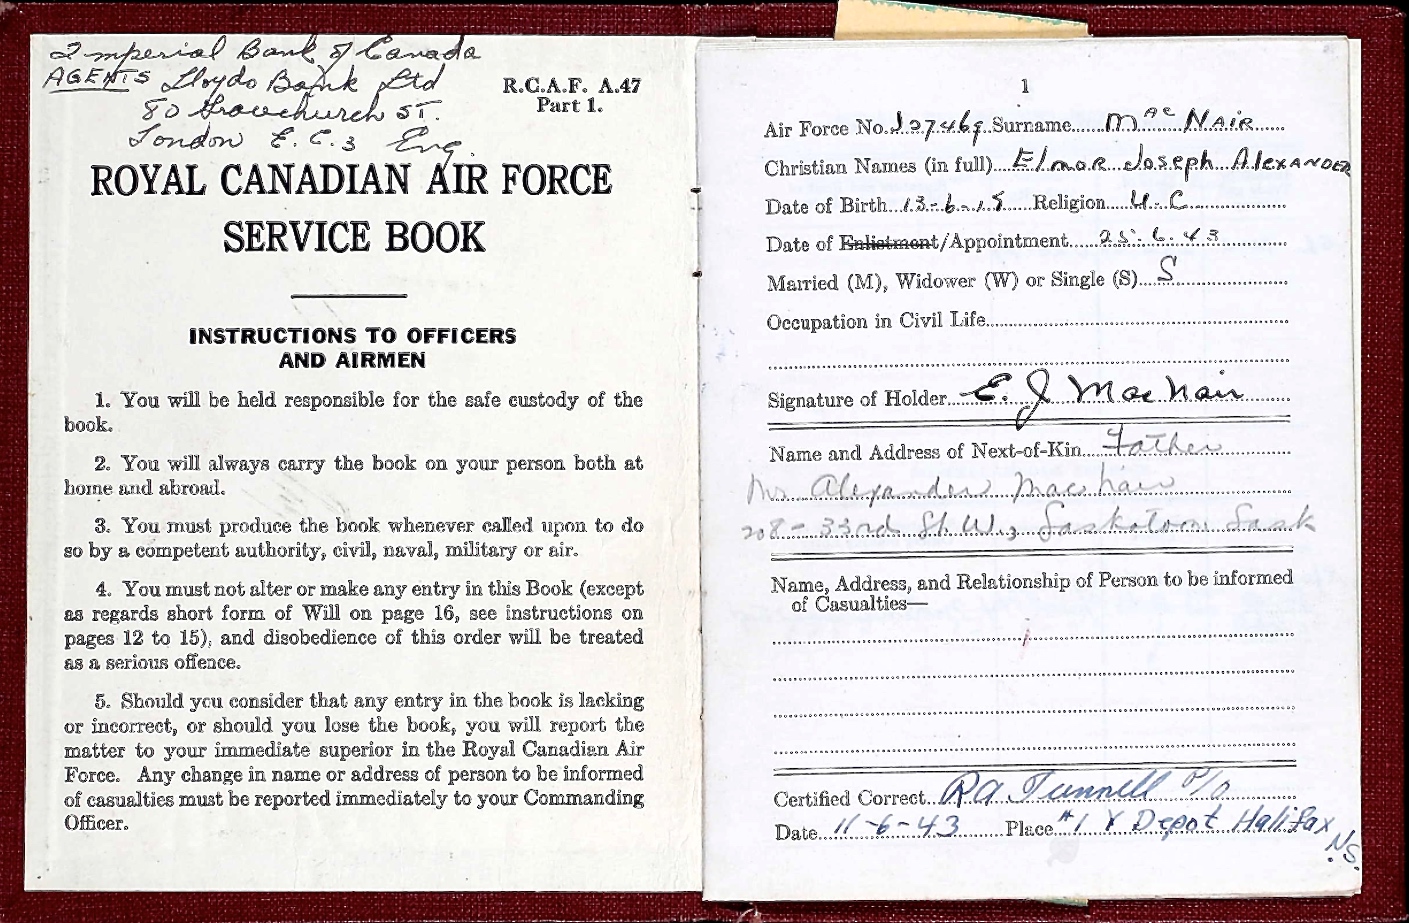 Imperial Bank of Canada
AGENTS Lloyds Bank Ltd
80 Gracechurch ST.
London E.C.3 Eng.
R.C.A.F. A.47
Part 1.
ROYAL CANADIAN AIR FORCE
SERVICE BOOK
INSTRUCTIONS TO OFFICERS
AND AIRMEN
1. You will be held responsible for the safe custody of the
book.
2. You will always carry the book on your person both at
home and abroad.
3. You must produce the book whenever called upon to do
so by a competent authority, civil, naval, military or air.
4. You must not alter or make any entry in this Book (except
as regards short form of Will on page 16, see instructions on
pages 12 to 15), and disobedience of this order will be treated
as a serious offence.
5. Should you consider that any entry in the book is lacking
or incorrect, or should you lose the book, you will report the
matter to your immediate superior in the Royal Canadian Air
Force. Any change in name or address of person to be informed
of casualties must be reported immediately to your Commanding
Officer.
1
Air Force No. J27469 Surname MacNAIR
Christian Names (in full) Elmor Joseph Alexander
Date of Birth 13-6-15 Religion U.C.
Date of Enlistment/Appointment 25.6.43
Married (M), Widower (W) or Single (S) S
Occupation in Civil Life
Signature of Holder E. J MacNair
Name and Address of Next-of-Kin Father
Mr. Alexander MacNair
208-33rd St. W., Saskatoon Sask
Name, Address, and Relationship of Person to be informed
of Casualties—
Certified Correct RA Tunnell P/O
Date 11-6-43 Place #1 Y Depot Halifax
N.S.